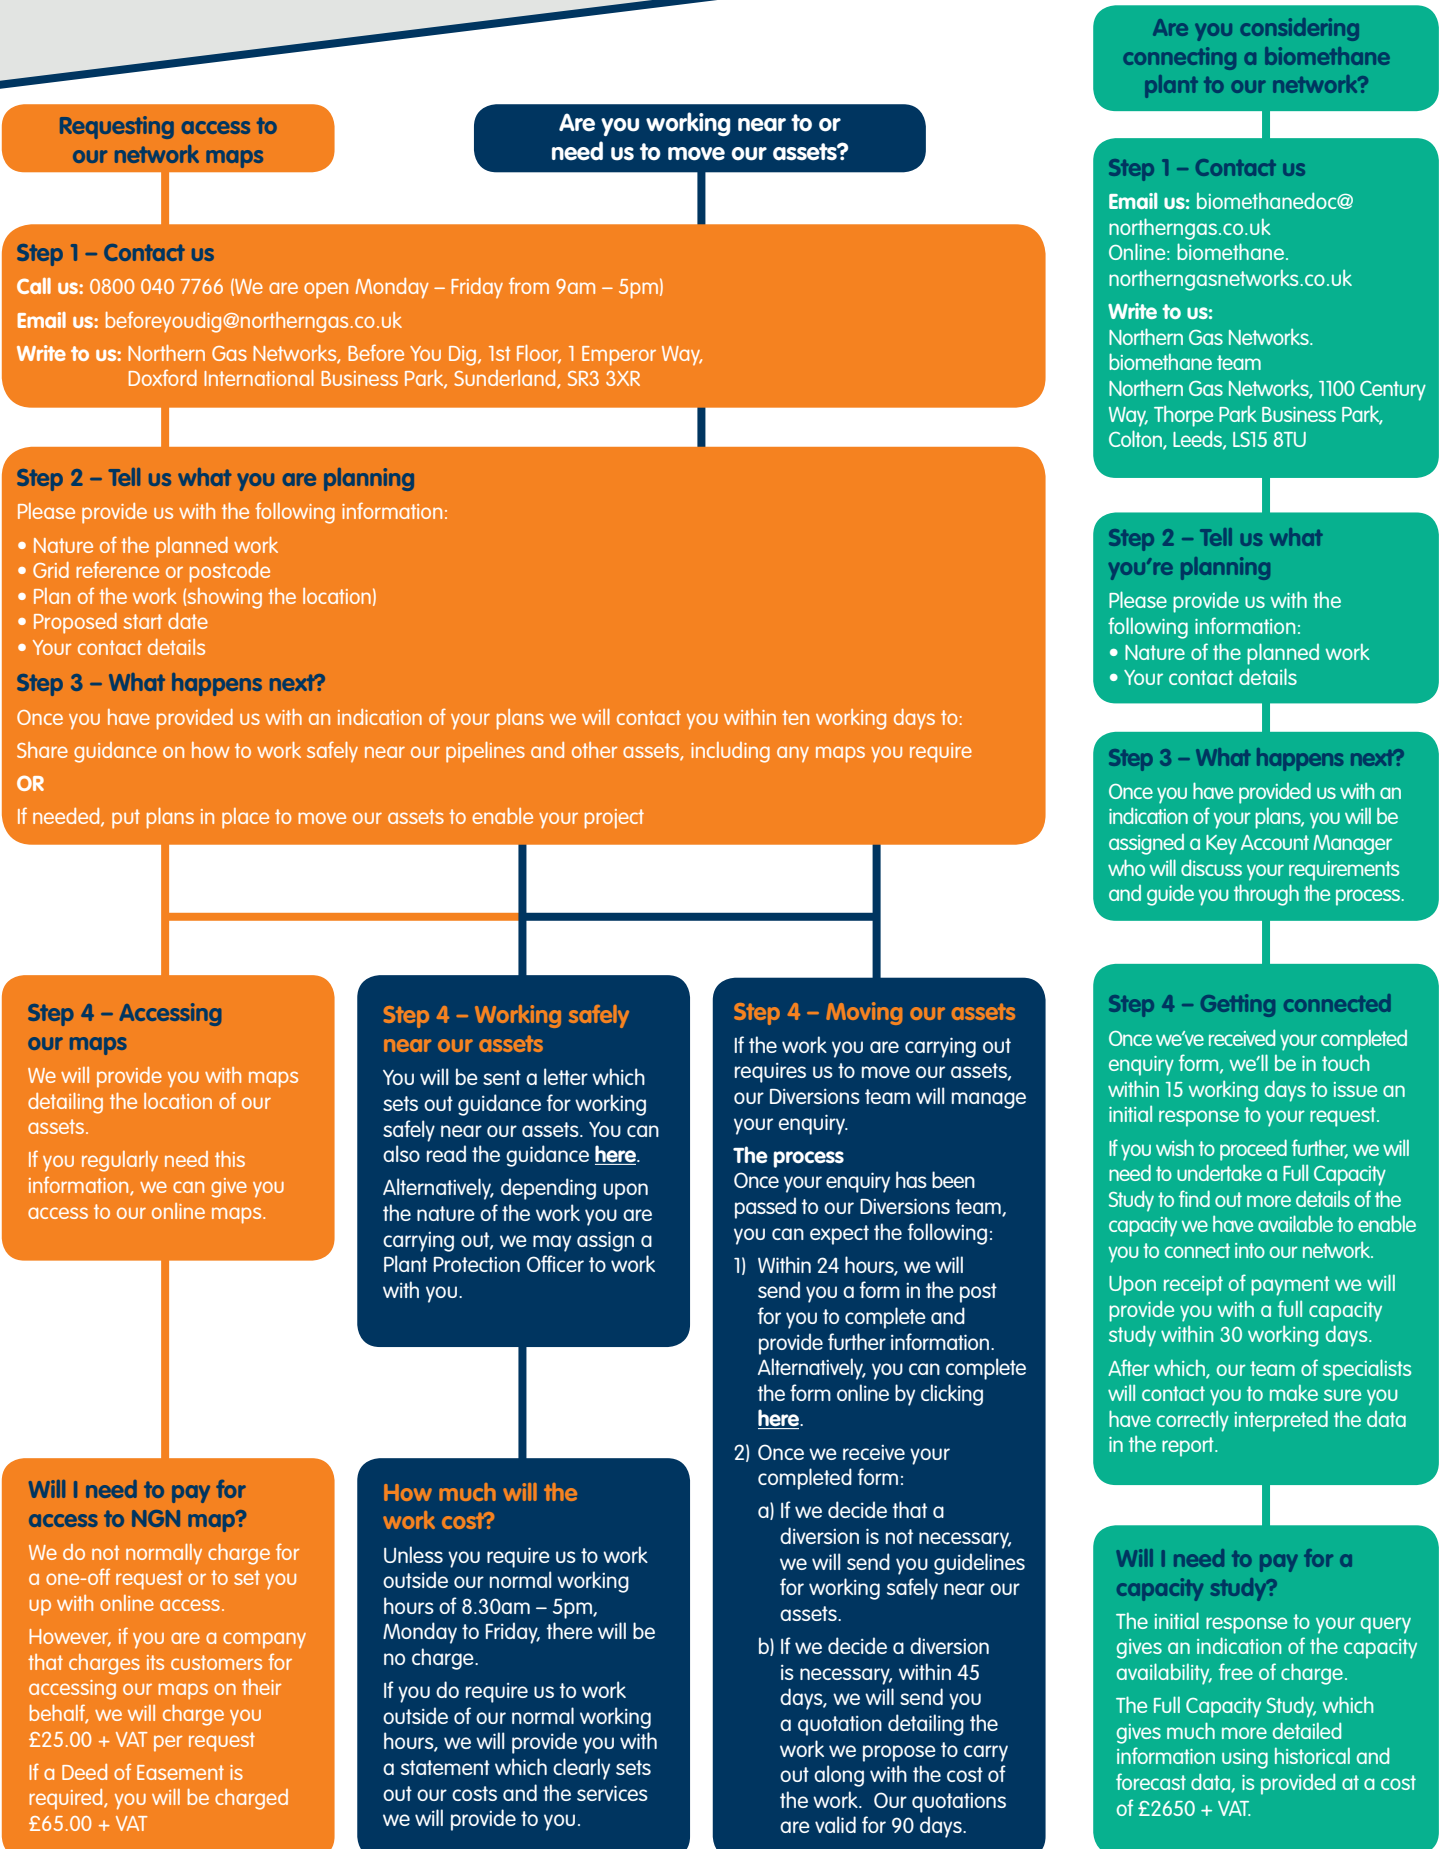 Requesting access to
our network maps
Are you working near to or
need us to move our assets?
Step 1 – Contact us
Call us: 0800 040 7766 (We are open Monday – Friday from 9am – 5pm)
Email us: beforeyoudig@northerngas.co.uk
Write to us: Northern Gas Networks, Before You Dig, 1st Floor, 1 Emperor Way,
Doxford International Business Park, Sunderland, SR3 3XR
Step 2 – Tell us what you are planning
Please provide us with the following information:
• Nature of the planned work
• Grid reference or postcode
• Plan of the work (showing the location)
• Proposed start date
• Your contact details
Step 3 – What happens next?
Once you have provided us with an indication of your plans we will contact you within ten working days to:
Share guidance on how to work safely near our pipelines and other assets, including any maps you require
OR
If needed, put plans in place to move our assets to enable your project
Step 4 – Accessing
our maps
We will provide you with maps
detailing the location of our
assets.
If you regularly need this
information, we can give you
access to our online maps.
Will I need to pay for
access to NGN map?
We do not normally charge for
a one-off request or to set you
up with online access.
However, if you are a company
that charges its customers for
accessing our maps on their
behalf, we will charge you
£25.00 + VAT per request
If a Deed of Easement is
required, you will be charged
£65.00 + VAT
Step 4 – Working safely
near our assets
You will be sent a letter which
sets out guidance for working
safely near our assets. You can
also read the guidance here.
Alternatively, depending upon
the nature of the work you are
carrying out, we may assign a
Plant Protection Officer to work
with you.
How much will the
work cost?
Unless you require us to work
outside our normal working
hours of 8.30am – 5pm,
Monday to Friday, there will be
no charge.
If you do require us to work
outside of our normal working
hours, we will provide you with
a statement which clearly sets
out our costs and the services
we will provide to you.
Step 4 – Moving our assets
If the work you are carrying out
requires us to move our assets,
our Diversions team will manage
your enquiry.
The process
Once your enquiry has been
passed to our Diversions team,
you can expect the following:
1) Within 24 hours, we will
send you a form in the post
for you to complete and
provide further information.
Alternatively, you can complete
the form online by clicking
here.
2) Once we receive your
completed form:
a) If we decide that a
diversion is not necessary,
we will send you guidelines
for working safely near our
assets.
b) If we decide a diversion
is necessary, within 45
days, we will send you
a quotation detailing the
work we propose to carry
out along with the cost of
the work. Our quotations
are valid for 90 days.
Are you considering
connecting a biomethane
plant to our network?
Step 1 – Contact us
Email us: biomethanedoc@
northerngas.co.uk
Online: biomethane.
northerngasnetworks.co.uk
Write to us:
Northern Gas Networks.
biomethane team
Northern Gas Networks, 1100 Century
Way, Thorpe Park Business Park,
Colton, Leeds, LS15 8TU
Step 2 – Tell us what
you're planning
Please provide us with the
following information:
• Nature of the planned work
• Your contact details
Step 3 – What happens next?
Once you have provided us with an
indication of your plans, you will be
assigned a Key Account Manager
who will discuss your requirements
and guide you through the process.
Step 4 – Getting connected
Once we've received your completed
enquiry form, we'll be in touch
within 15 working days to issue an
initial response to your request.
If you wish to proceed further, we will
need to undertake a Full Capacity
Study to find out more details of the
capacity we have available to enable
you to connect into our network.
Upon receipt of payment we will
provide you with a full capacity
study within 30 working days.
After which, our team of specialists
will contact you to make sure you
have correctly interpreted the data
in the report.
Will I need to pay for a
capacity study?
The initial response to your query
gives an indication of the capacity
availability, free of charge.
The Full Capacity Study, which
gives much more detailed
information using historical and
forecast data, is provided at a cost
of £2650 + VAT.